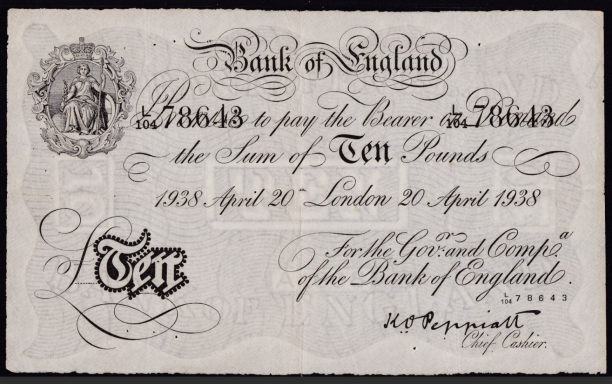 Bank of England
L/104 78643 L/104 78643
I Promise to pay the Bearer on Demand
the Sum of Ten Pounds
1938 April 20th London 20 April 1938
For the Govr. and Compa.
of the Bank of England.
£Ten
L/104 78643
K O Peppiatt
Chief Cashier.